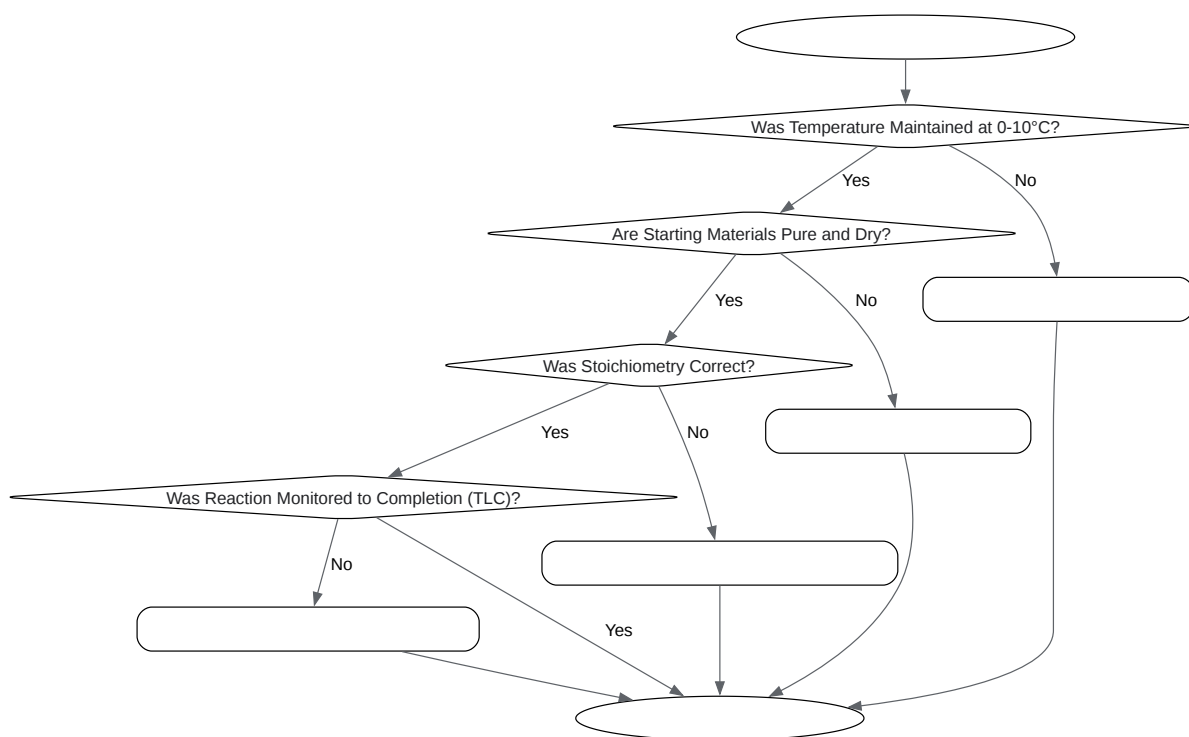 Was Temperature Maintained at 0-10°C?
Yes
No
Are Starting Materials Pure and Dry?
Yes
No
Was Stoichiometry Correct?
Yes
No
Was Reaction Monitored to Completion (TLC)?
No
Yes